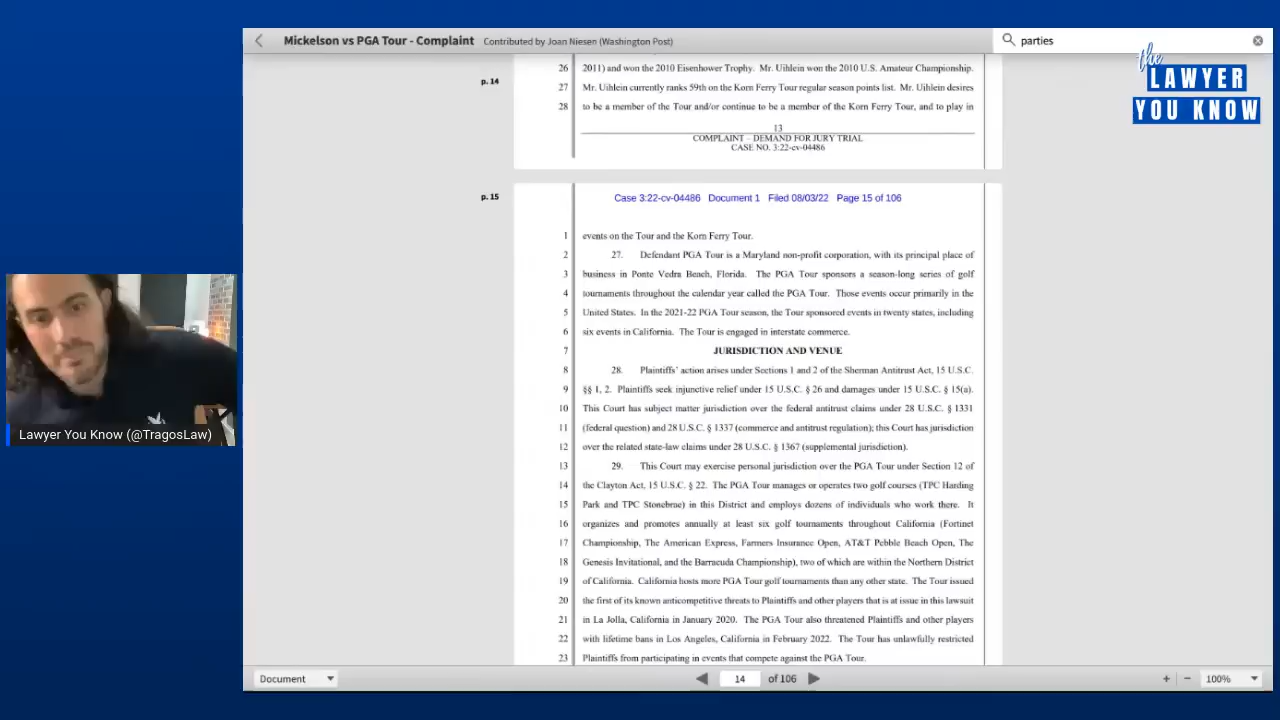 Mickelson vs PGA Tour - Complaint Contributed by Joan Niesen (Washington Post)
parties
the
LAWYER
YOU KNOW
p. 14
26 2011) and won the 2010 Eisenhower Trophy. Mr. Uihlein won the 2010 U.S. Amateur Championship.
27 Mr. Uihlein currently ranks 59th on the Korn Ferry Tour regular season points list. Mr. Uihlein desires
28 to be a member of the Tour and/or continue to be a member of the Korn Ferry Tour, and to play in
13
COMPLAINT – DEMAND FOR JURY TRIAL
CASE NO. 3:22-cv-04486
p. 15
Case 3:22-cv-04486 Document 1 Filed 08/03/22 Page 15 of 106
1 events on the Tour and the Korn Ferry Tour.
2 27. Defendant PGA Tour is a Maryland non-profit corporation, with its principal place of
3 business in Ponte Vedra Beach, Florida. The PGA Tour sponsors a season-long series of golf
4 tournaments throughout the calendar year called the PGA Tour. Those events occur primarily in the
5 United States. In the 2021-22 PGA Tour season, the Tour sponsored events in twenty states, including
6 six events in California. The Tour is engaged in interstate commerce.
7 JURISDICTION AND VENUE
8 28. Plaintiffs' action arises under Sections 1 and 2 of the Sherman Antitrust Act, 15 U.S.C.
9 §§ 1, 2. Plaintiffs seek injunctive relief under 15 U.S.C. § 26 and damages under 15 U.S.C. § 15(a).
10 This Court has subject matter jurisdiction over the federal antitrust claims under 28 U.S.C. § 1331
11 (federal question) and 28 U.S.C. § 1337 (commerce and antitrust regulation); this Court has jurisdiction
12 over the related state-law claims under 28 U.S.C. § 1367 (supplemental jurisdiction).
13 29. This Court may exercise personal jurisdiction over the PGA Tour under Section 12 of
14 the Clayton Act, 15 U.S.C. § 22. The PGA Tour manages or operates two golf courses (TPC Harding
15 Park and TPC Stonebrae) in this District and employs dozens of individuals who work there. It
16 organizes and promotes annually at least six golf tournaments throughout California (Fortinet
17 Championship, The American Express, Farmers Insurance Open, AT&T Pebble Beach Open, The
18 Genesis Invitational, and the Barracuda Championship), two of which are within the Northern District
19 of California. California hosts more PGA Tour golf tournaments than any other state. The Tour issued
20 the first of its known anticompetitive threats to Plaintiffs and other players that is at issue in this lawsuit
21 in La Jolla, California in January 2020. The PGA Tour also threatened Plaintiffs and other players
22 with lifetime bans in Los Angeles, California in February 2022. The Tour has unlawfully restricted
23 Plaintiffs from participating in events that compete against the PGA Tour.
Lawyer You Know (@TragosLaw)
Document 14 of 106 + − 100%